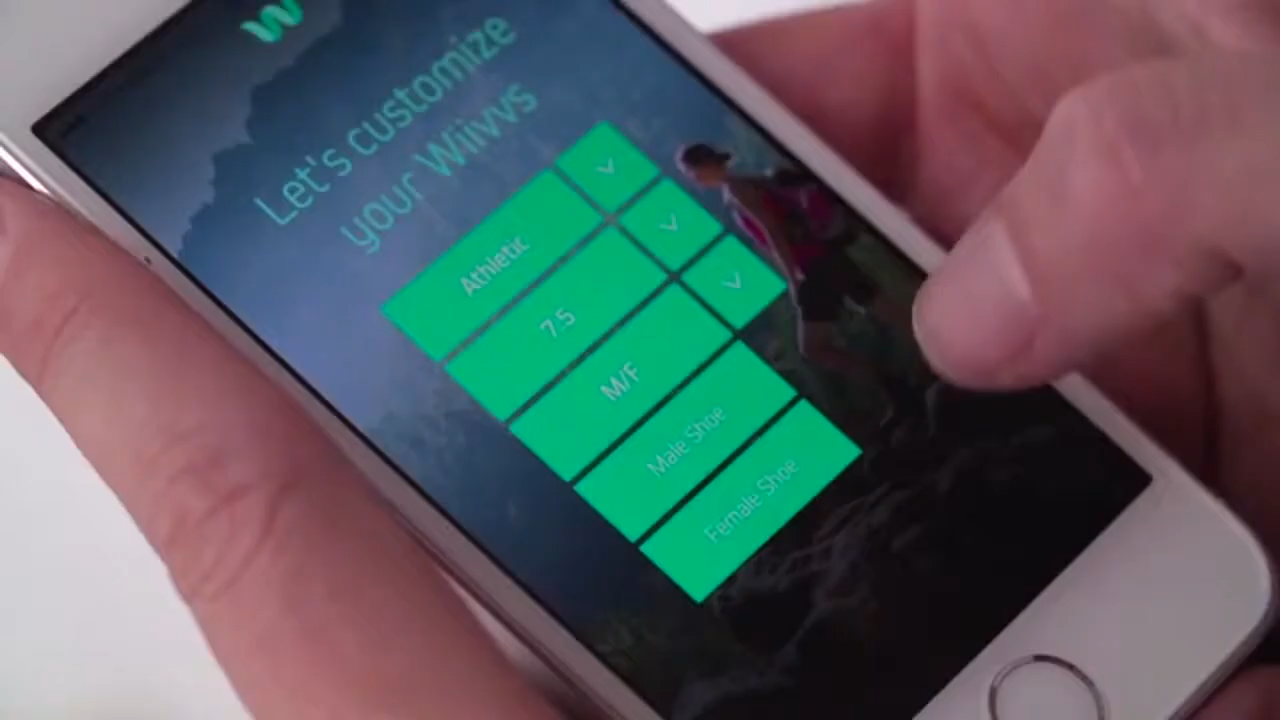 W
Let's customize
your Wiivvs
Athletic
7.5
M/F
Male Shoe
Female Shoe